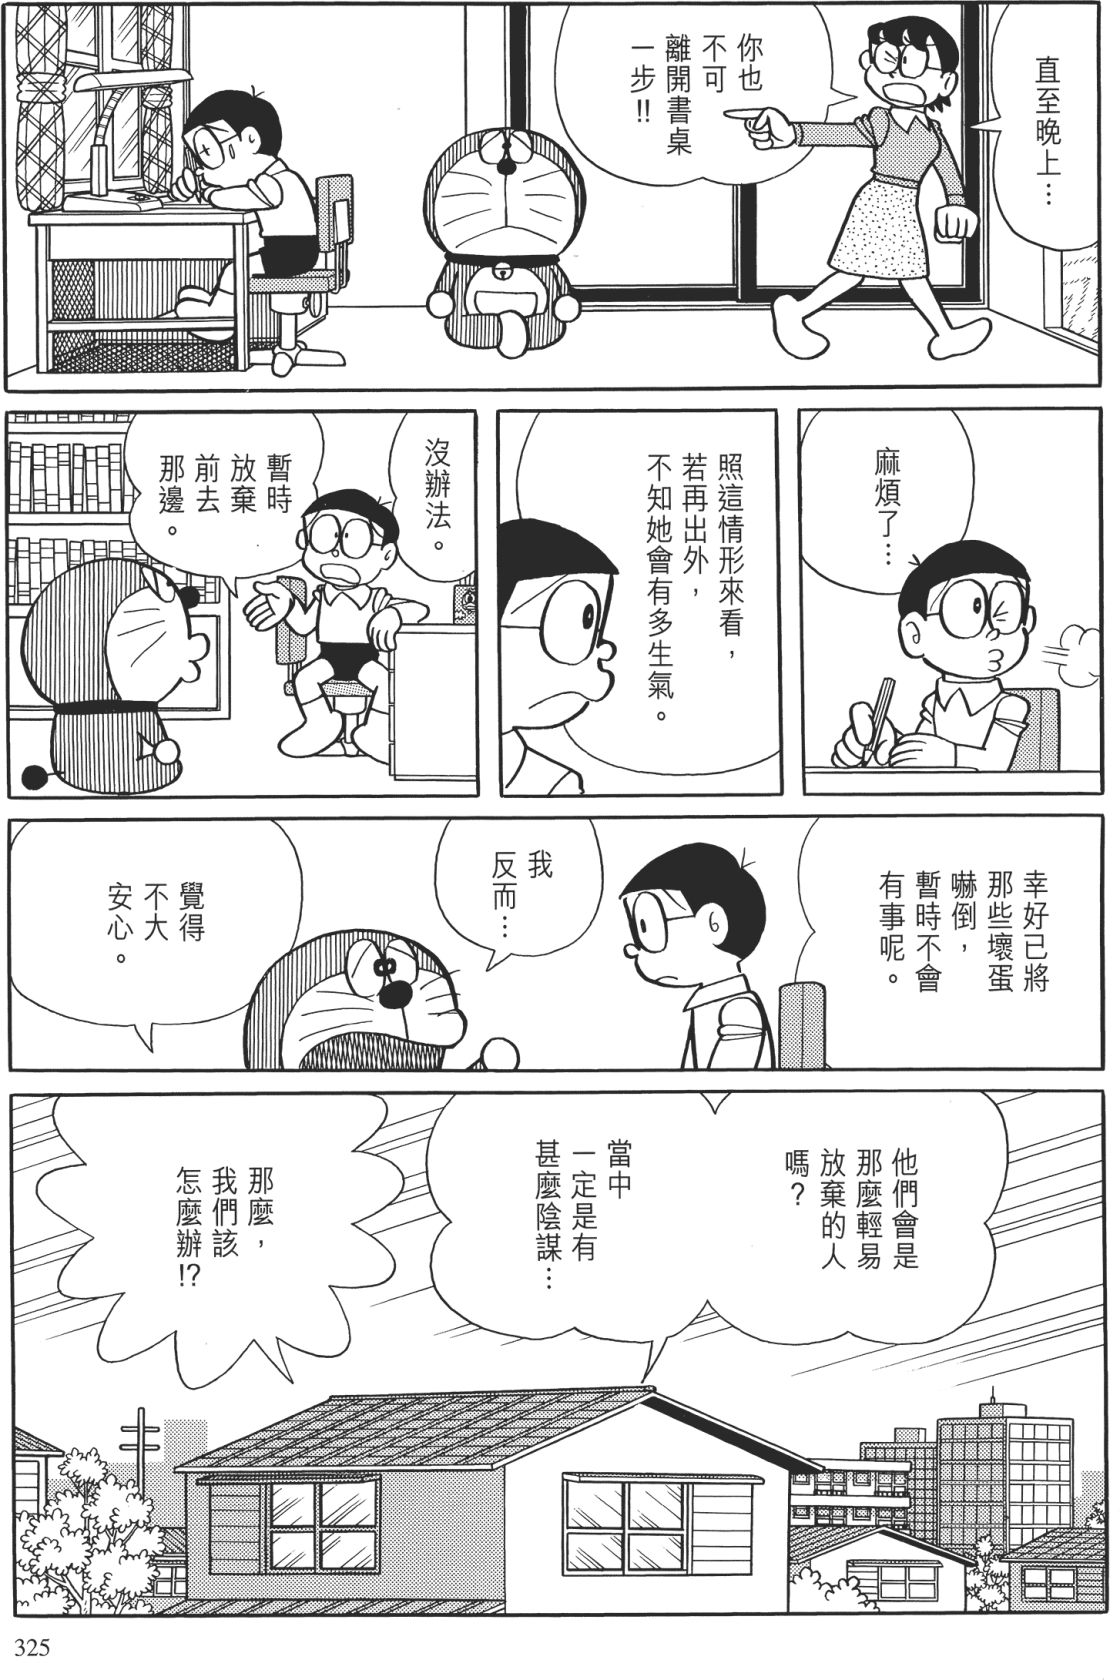 直至晚上…
你也
不可
離開書桌
一步!!
麻煩了…
照這情形來看，
若再出外，
不知她會有多生氣。
沒辦法。
暫時
放棄
前去
那邊。
幸好已將
那些壞蛋
嚇倒，
暫時不會
有事呢。
我
反而…
覺得
不大
安心。
他們會是
那麼輕易
放棄的人
嗎？
當中
一定是有
甚麼陰謀…
那麼，
我們該
怎麼辦!?
325